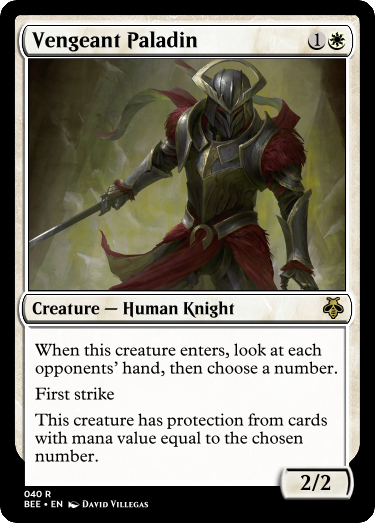 Vengeant Paladin 1
Creature — Human Knight
When this creature enters, look at each
opponents' hand, then choose a number.
First strike
This creature has protection from cards
with mana value equal to the chosen
number.
2/2
040 R
BEE • EN DAVID VILLEGAS